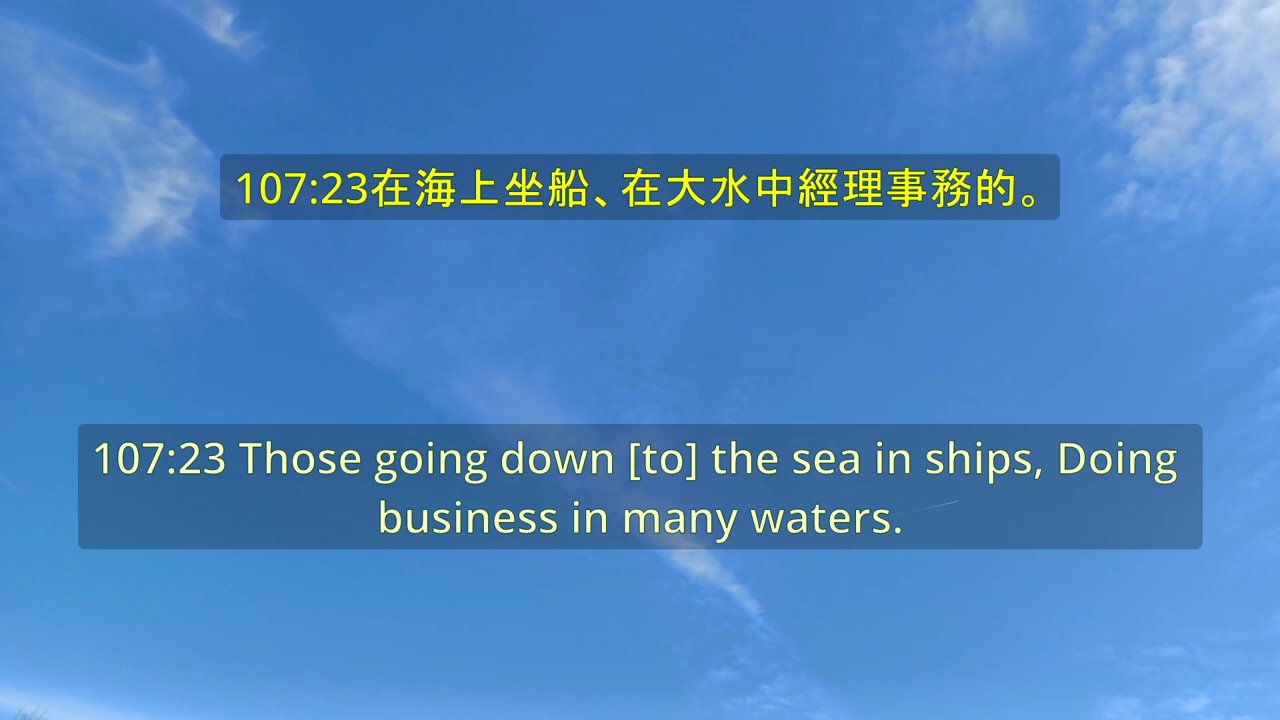 107:23在海上坐船、在大水中經理事務的。
107:23 Those going down [to] the sea in ships, Doing
business in many waters.